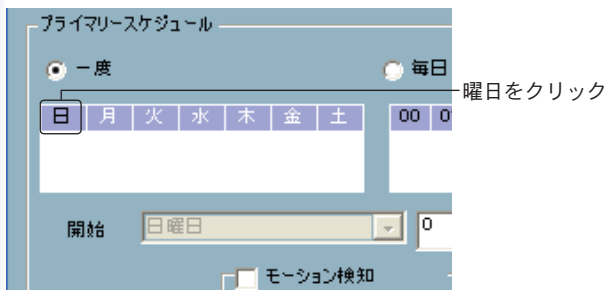 プライマリースケジュール
一度 毎日
曜日をクリック
日 月 火 水 木 金 土 00
開始 日曜日 0
モーション検知